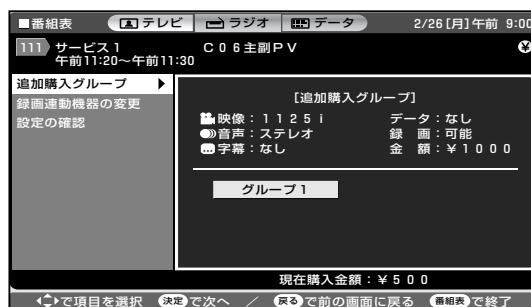 ■番組表 テレビ ラジオ データ 2/26[月]午前 9:00
111 サービス1 C06主副PV ¥
午前11:20~午前11:30
追加購入グループ ▶
録画連動機器の変更
設定の確認
[追加購入グループ]
映像:1125i データ:なし
音声:ステレオ 録 画:可能
字幕:なし 金 額:¥1000
グループ1
現在購入金額:¥500
で項目を選択 決定で次へ / 戻るで前の画面に戻る 番組表で終了